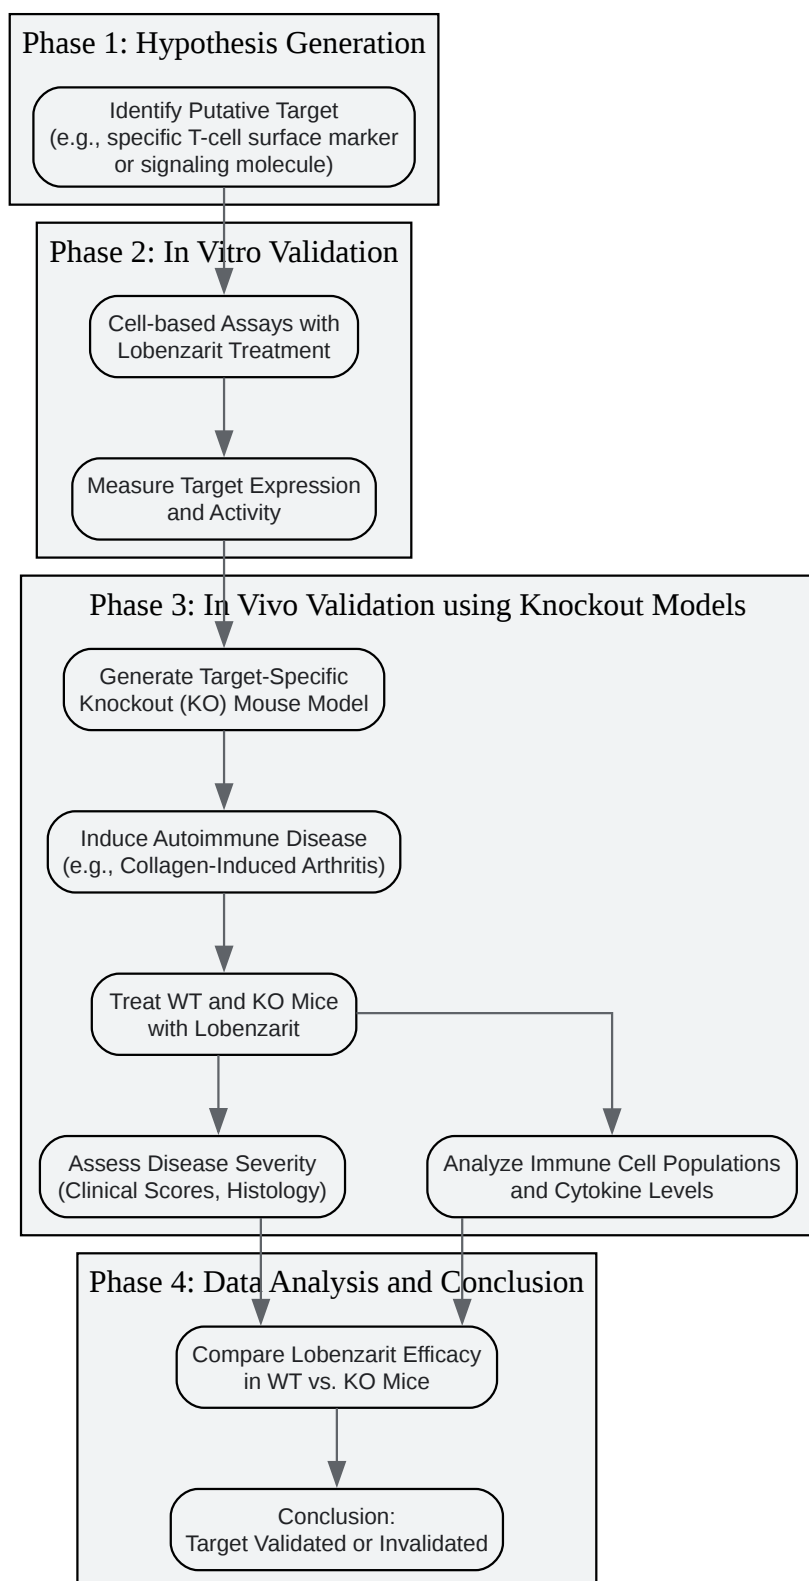 Phase 1: Hypothesis Generation
Identify Putative Target
(e.g., specific T-cell surface marker
or signaling molecule)
Phase 2: In Vitro Validation
Cell-based Assays with
Lobenzarit Treatment
Measure Target Expression
and Activity
Phase 3: In Vivo Validation using Knockout Models
Generate Target-Specific
Knockout (KO) Mouse Model
Induce Autoimmune Disease
(e.g., Collagen-Induced Arthritis)
Treat WT and KO Mice
with Lobenzarit
Assess Disease Severity
(Clinical Scores, Histology)
Analyze Immune Cell Populations
and Cytokine Levels
Phase 4: Data Analysis and Conclusion
Compare Lobenzarit Efficacy
in WT vs. KO Mice
Conclusion:
Target Validated or Invalidated